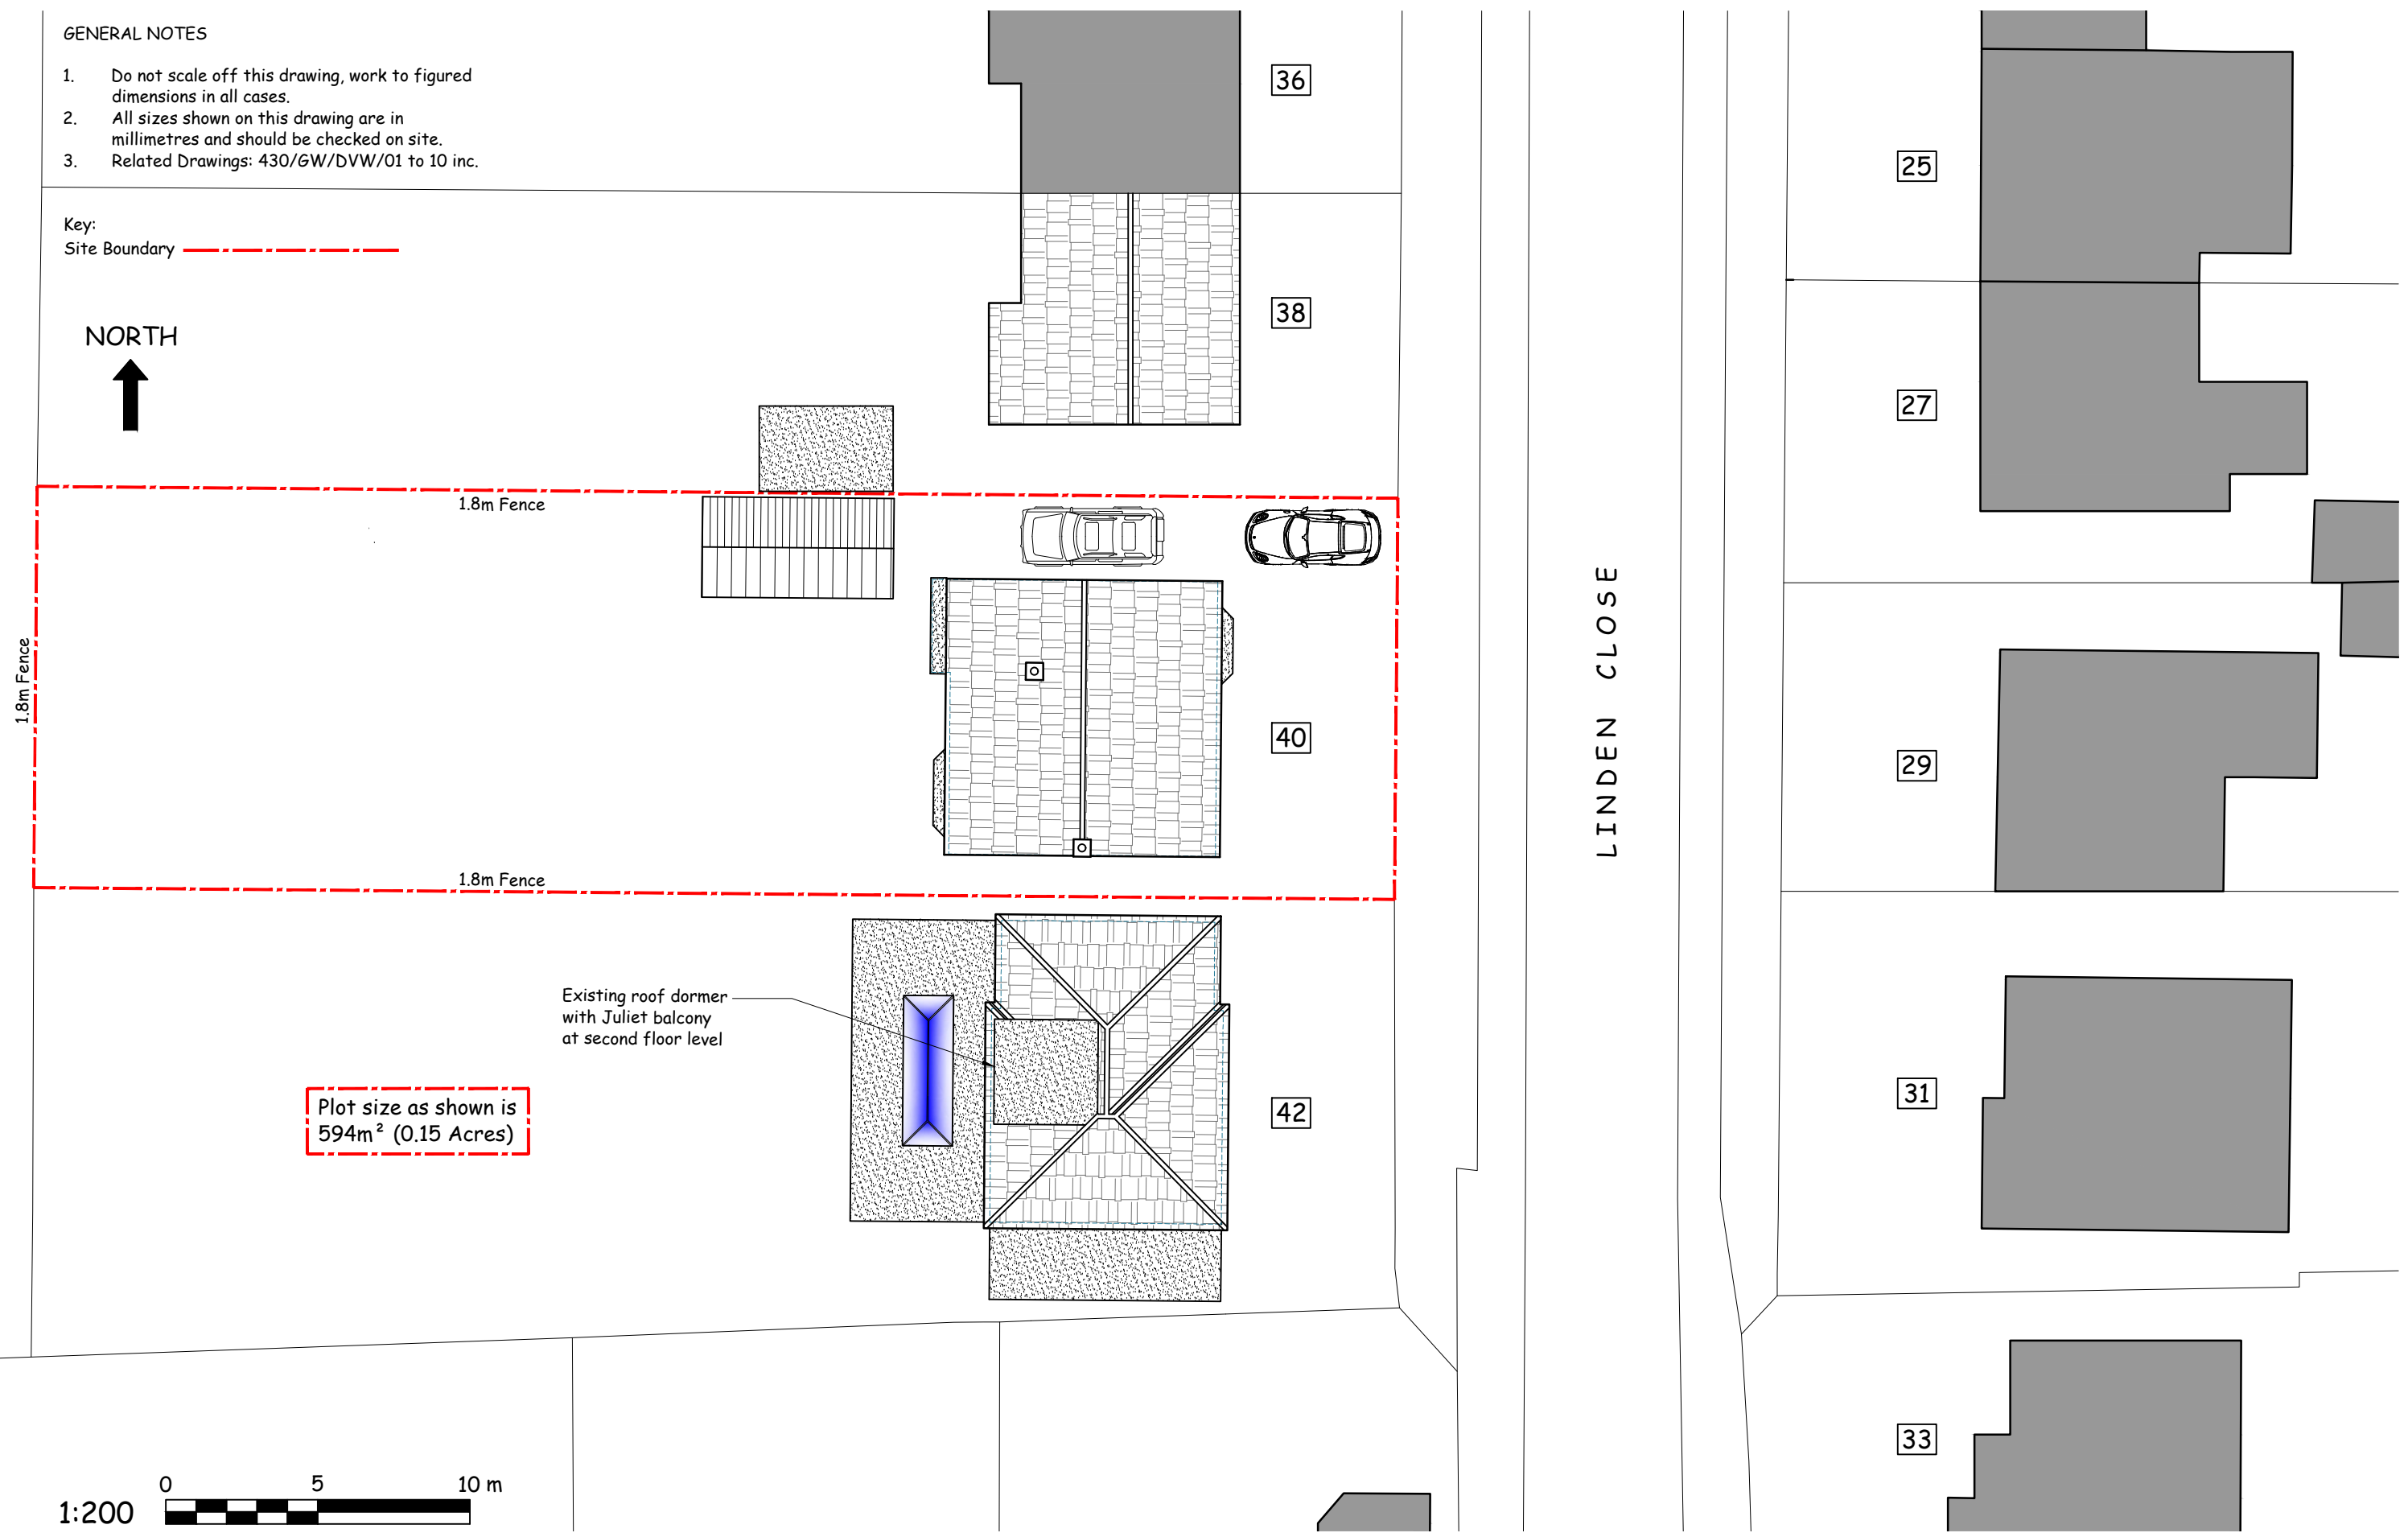 GENERAL NOTES
1. Do not scale off this drawing, work to figured
dimensions in all cases.
2. All sizes shown on this drawing are in
millimetres and should be checked on site.
3. Related Drawings: 430/GW/DVW/01 to 10 inc.
Key:
Site Boundary
NORTH
36
38
25
27
1.8m Fence
1.8m Fence
40
LINDEN CLOSE
29
1.8m Fence
Existing roof dormer
with Juliet balcony
at second floor level
42
31
Plot size as shown is
594m² (0.15 Acres)
33
0 5 10 m
1:200